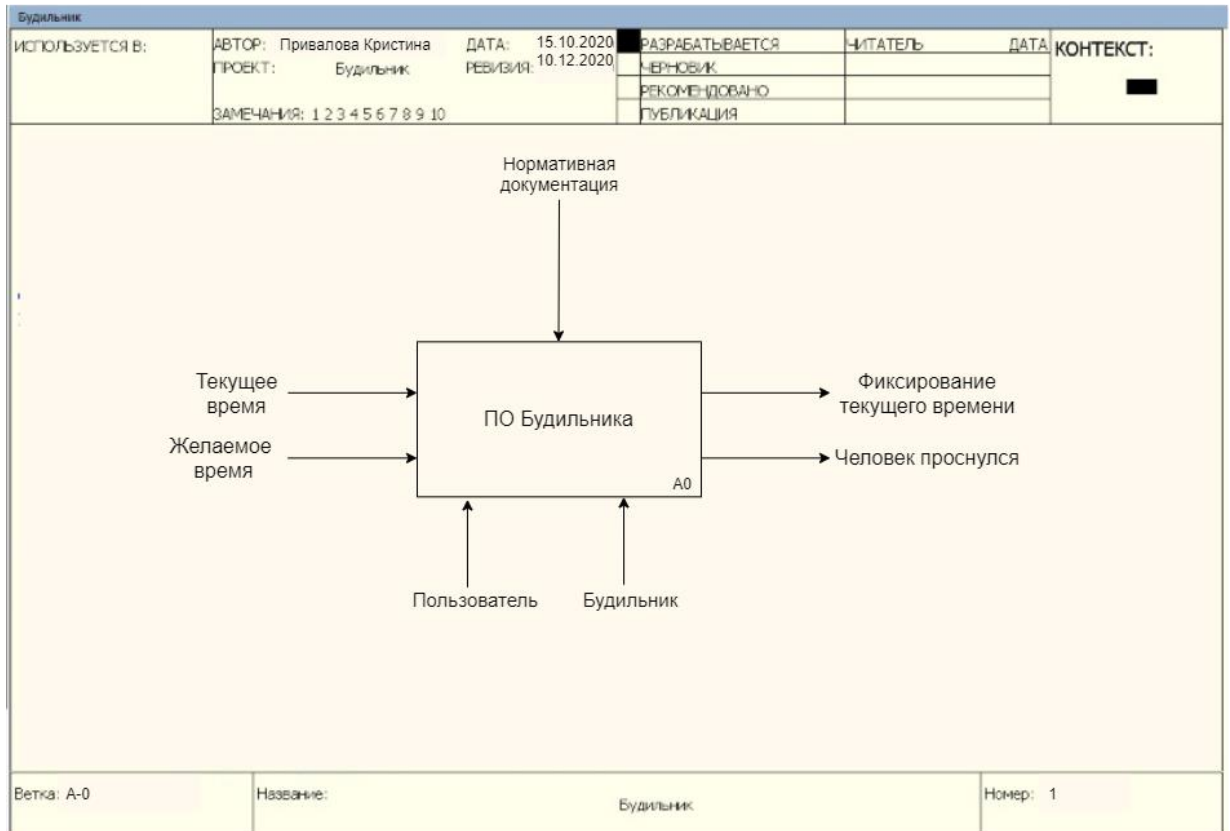 Будильник
ИСПОЛЬЗУЕТСЯ В:
АВТОР: Привалова Кристина
ДАТА: 15.10.2020
ПРОЕКТ: Будильник
РЕВИЗИЯ: 10.12.2020
ЗАМЕЧАНИЯ: 1 2 3 4 5 6 7 8 9 10
РАЗРАБАТЫВАЕТСЯ
ЧЕРНОВИК
РЕКОМЕНДОВАНО
ПУБЛИКАЦИЯ
ЧИТАТЕЛЬ ДАТА
КОНТЕКСТ:
Нормативная
документация
Текущее
время
Желаемое
время
ПО Будильника
A0
Фиксирование
текущего времени
Человек проснулся
Пользователь
Будильник
Ветка: А-0
Название:
Будильник
Номер: 1